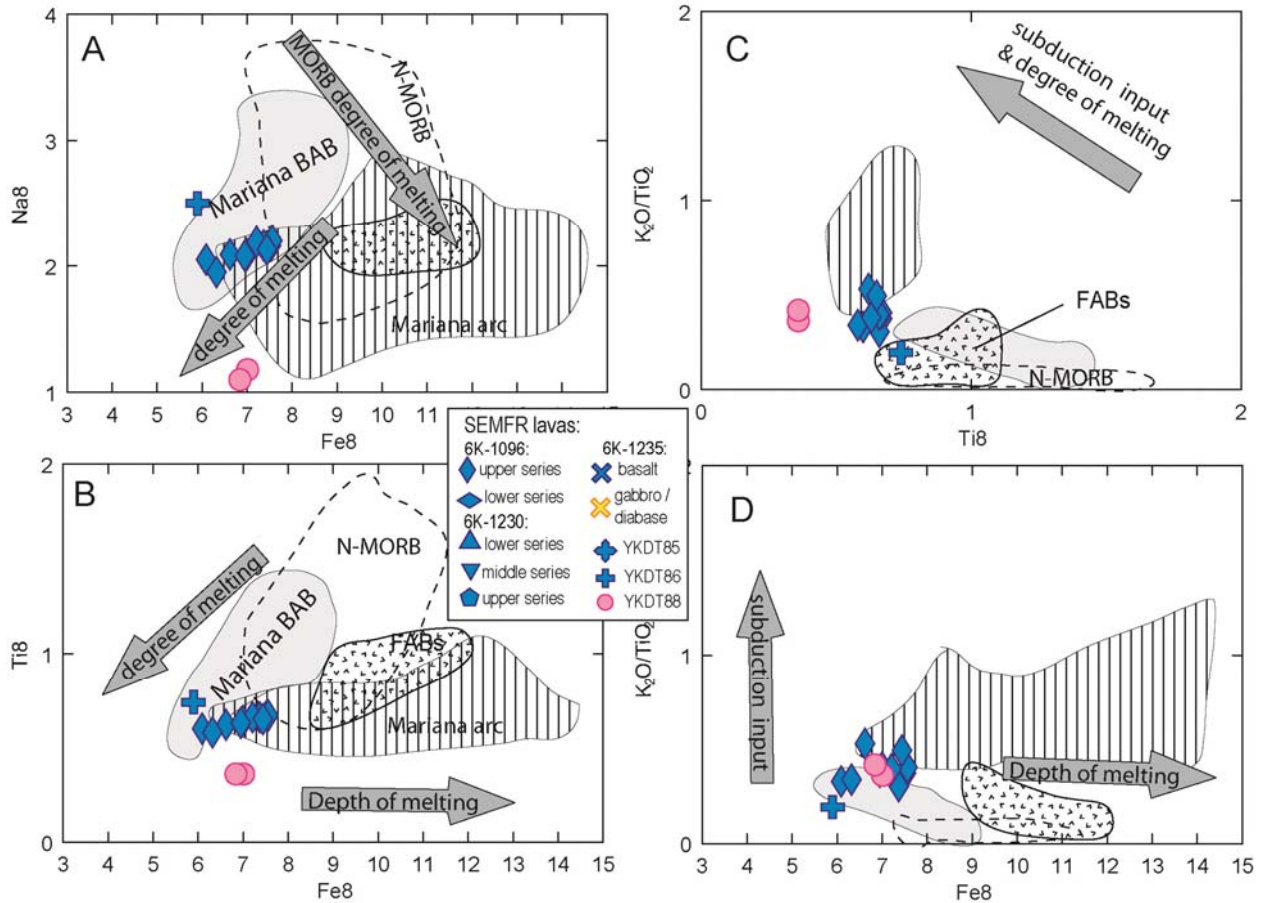 A
4
3
2
1
Na8
3 4 5 6 7 8 9 10 11
Fe8
MORB degree of melting
N-MORB
Mariana BAB
degree of melting
Mariana arc
C
2
1
0
K2O/TiO2
0 1 2
Ti8
subduction input
& degree of melting
FABs
N-MORB
SEMFR lavas:
6K-1096:
upper series
lower series
6K-1230:
lower series
middle series
upper series
6K-1235:
basalt
gabbro /
diabase
YKDT85
YKDT86
YKDT88
B
2
1
0
Ti8
3 4 5 6 7 8 9 10 11 12 13 14 15
Fe8
degree of melting
Mariana BAB
N-MORB
FABs
Mariana arc
Depth of melting
D
2
1
0
K2O/TiO2
3 4 5 6 7 8 9 10 11 12 13 14 15
Fe8
subduction input
Depth of melting